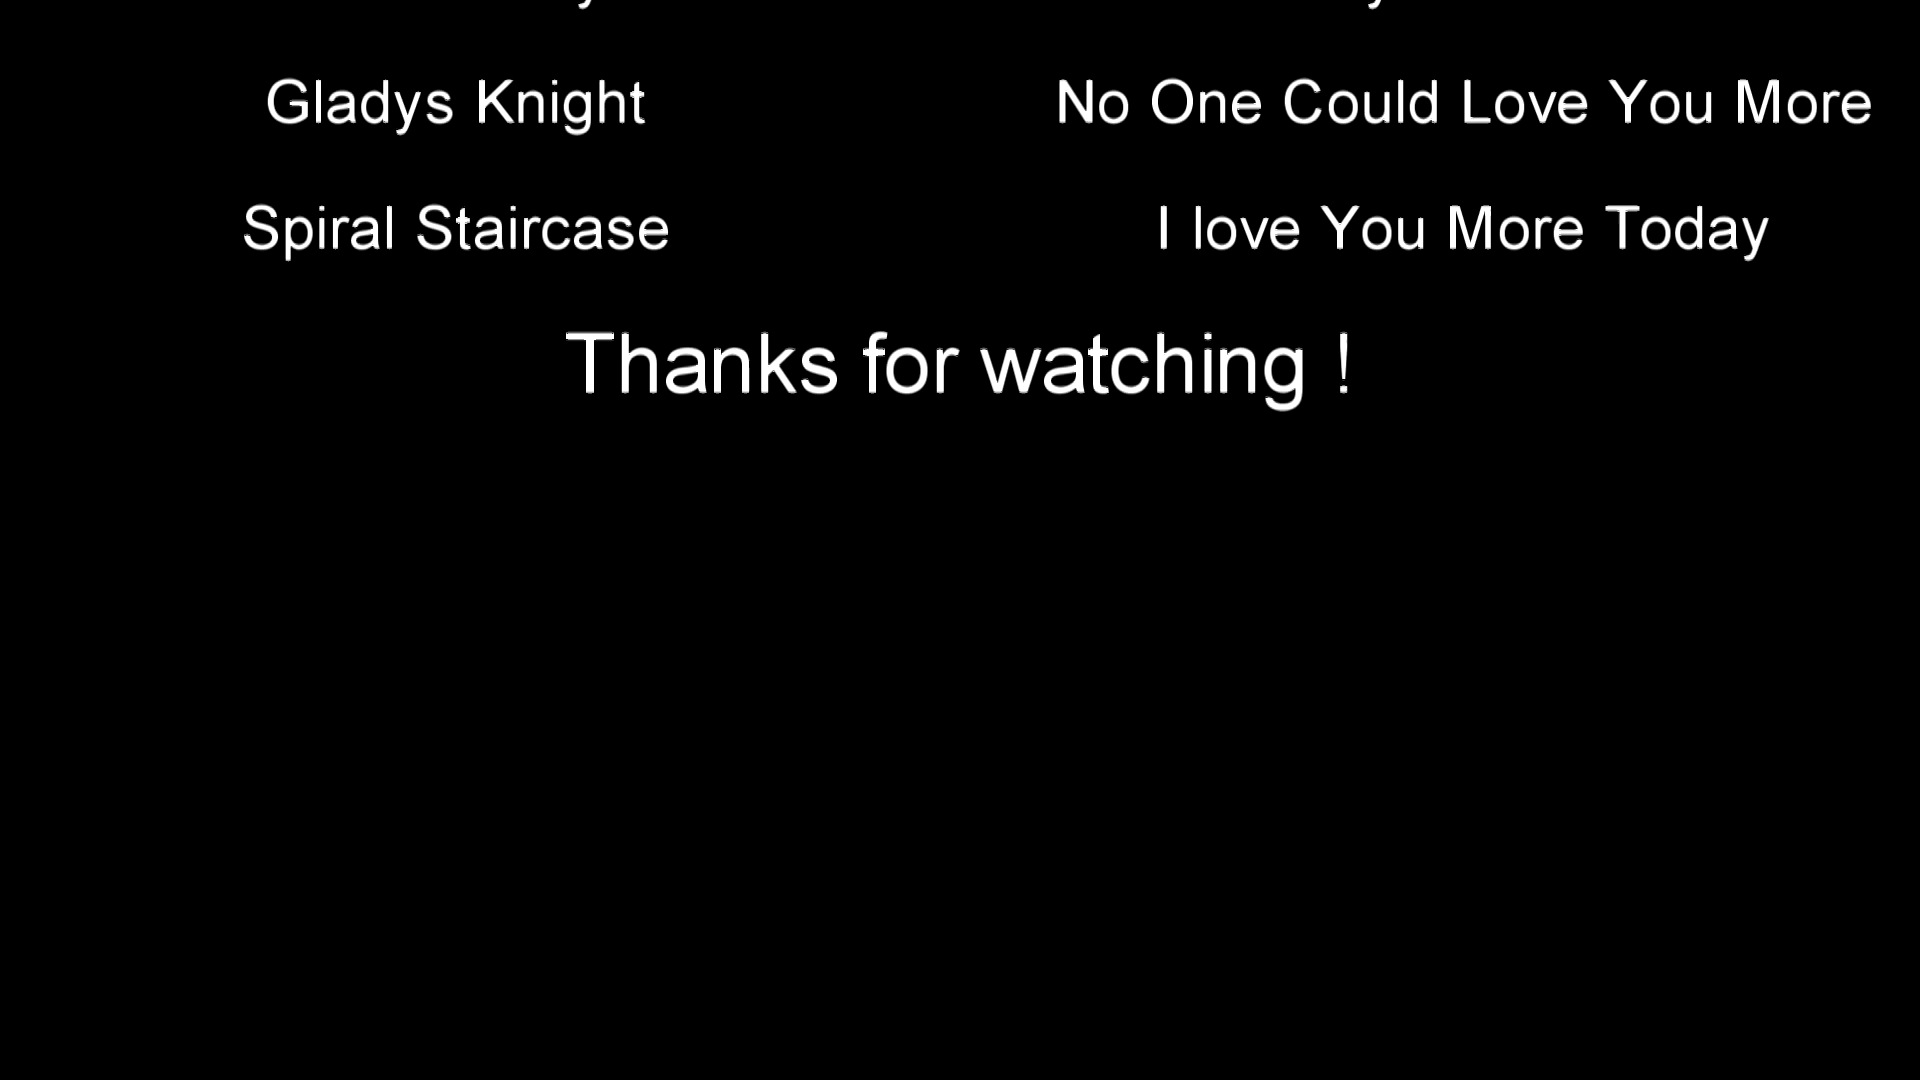 Gladys Knight No One Could Love You More
Spiral Staircase I love You More Today
Thanks for watching !